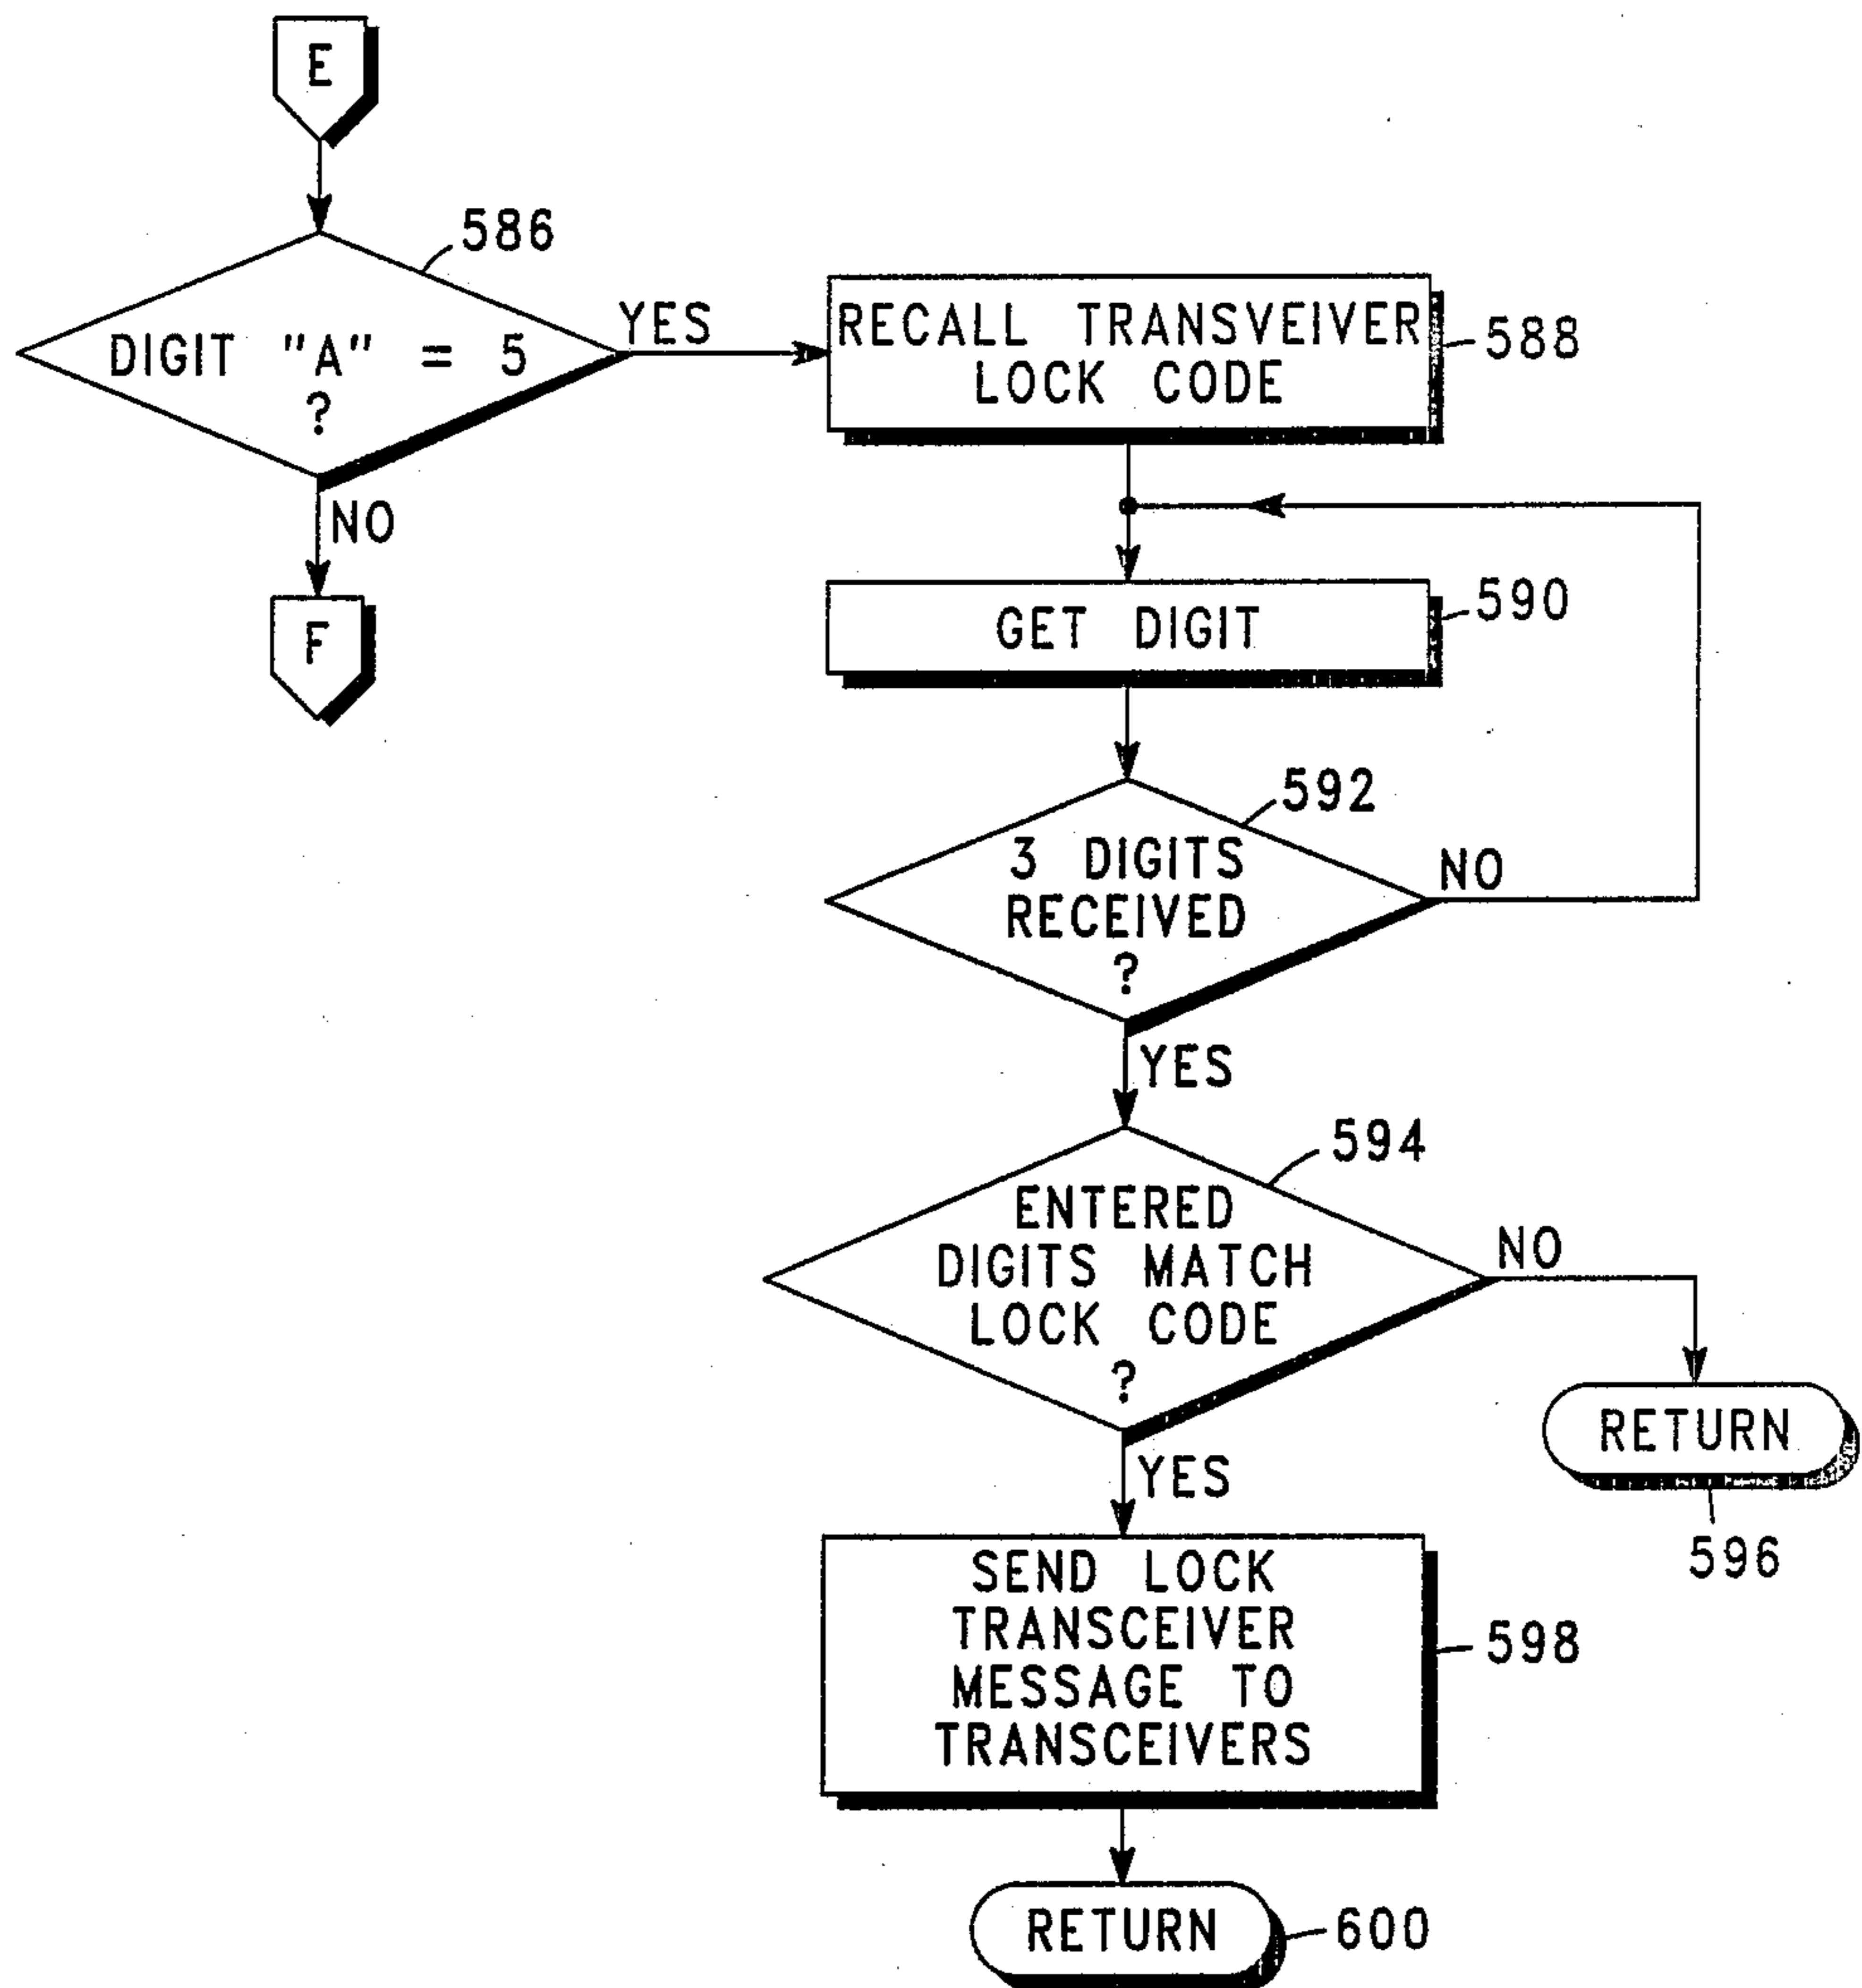 E
586
DIGIT "A" = 5
?
YES
NO
F
RECALL TRANSVEIVER
LOCK CODE
588
GET DIGIT
590
592
3 DIGITS
RECEIVED
?
NO
YES
594
ENTERED
DIGITS MATCH
LOCK CODE
?
NO
RETURN
596
YES
SEND LOCK
TRANSCEIVER
MESSAGE TO
TRANSCEIVERS
598
RETURN
600